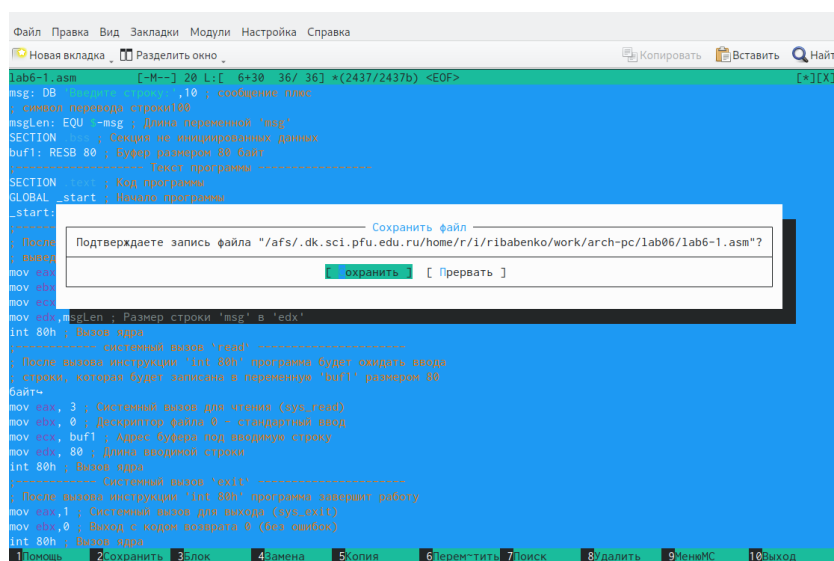 Файл Правка Вид Закладки Модули Настройка Справка
Новая вкладка Разделить окно Копировать Вставить Найт
lab6-1.asm [-M--] 20 L:[ 6+30 36/ 36] *(2437/2437b) <EOF> [*][X]
msg: DB 'Введите строку:',10 ; сообщение плюс
; символ перевода строки100
msgLen: EQU $-msg ; Длина переменной 'msg'
SECTION .bss ; Секция не инициированных данных
buf1: RESB 80 ; Буфер размером 80 байт
;------------------- Текст программы -----------------
SECTION .text ; Код программы
GLOBAL _start ; Начало программы
_start:
Сохранить файл
; После
Подтверждаете запись файла "/afs/.dk.sci.pfu.edu.ru/home/r/i/ribabenko/work/arch-pc/lab06/lab6-1.asm"?
; вывед
mov eax
[ Сохранить ] [ Прервать ]
mov ebx
mov ecx
mov edx,msgLen ; Размер строки 'msg' в 'edx'
int 80h ; Вызов ядра
;------------ системный вызов 'read' ----------------------
; После вызова инструкции 'int 80h' программа будет ожидать ввода
; строки, которая будет записана в переменную 'buf1' размером 80
байт↵
mov eax, 3 ; Системный вызов для чтения (sys_read)
mov ebx, 0 ; Дескриптор файла 0 - стандартный ввод
mov ecx, buf1 ; Адрес буфера под вводимую строку
mov edx, 80 ; Длина вводимой строки
int 80h ; Вызов ядра
;------------ Системный вызов 'exit' ----------------------
; После вызова инструкции 'int 80h' программа завершит работу
mov eax,1 ; Системный вызов для выхода (sys_exit)
mov ebx,0 ; Выход с кодом возврата 0 (без ошибок)
int 80h ; Вызов ядра
1Помощь 2Сохранить 3Блок 4Замена 5Копия 6Перем~тить 7Поиск 8Удалить 9МенюMC 10Выход